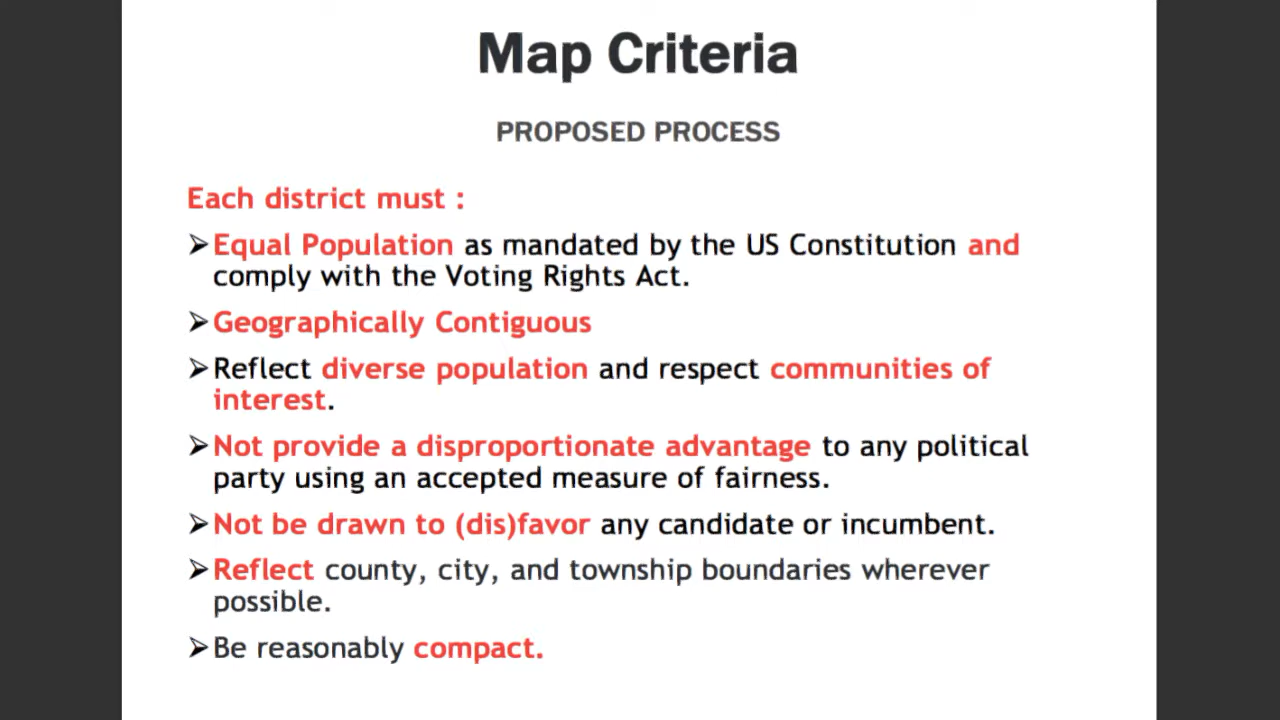 Map Criteria
PROPOSED PROCESS
Each district must :
➢Equal Population as mandated by the US Constitution and
comply with the Voting Rights Act.
➢Geographically Contiguous
➢Reflect diverse population and respect communities of
interest.
➢Not provide a disproportionate advantage to any political
party using an accepted measure of fairness.
➢Not be drawn to (dis)favor any candidate or incumbent.
➢Reflect county, city, and township boundaries wherever
possible.
➢Be reasonably compact.